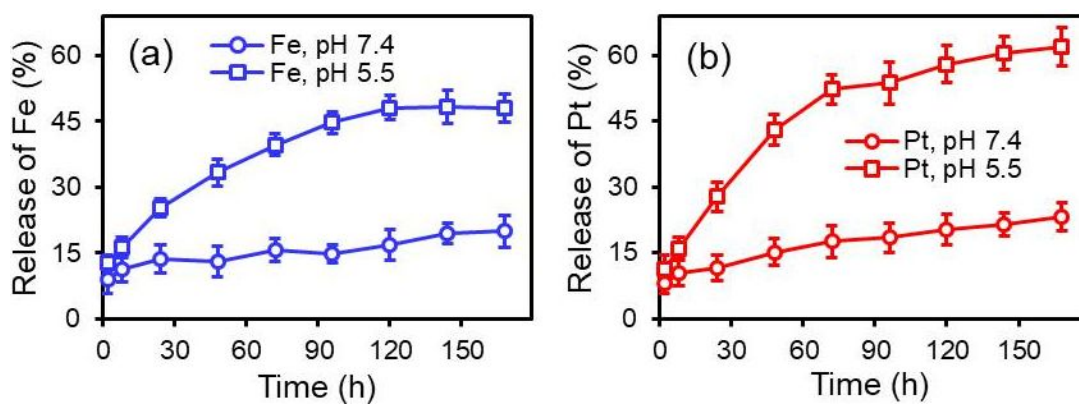 (a)
Fe, pH 7.4
Fe, pH 5.5
Release of Fe (%)
60
45
30
15
0
0 30 60 90 120 150
Time (h)
(b)
Pt, pH 7.4
Pt, pH 5.5
Release of Pt (%)
60
45
30
15
0
0 30 60 90 120 150
Time (h)